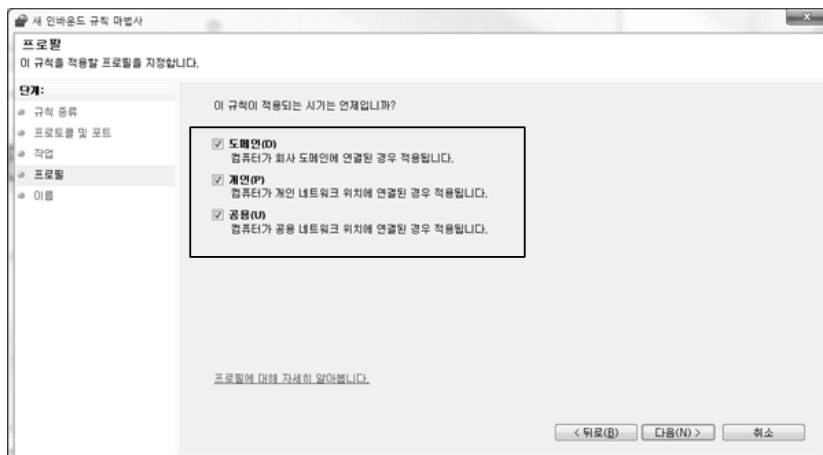 새 인바운드 규칙 마법사
프로필
이 규칙을 적용할 프로필을 지정합니다.
단계:
규칙 종류
프로토콜 및 포트
작업
프로필
이름
이 규칙이 적용되는 시기는 언제입니까?
도메인(D)
컴퓨터가 회사 도메인에 연결된 경우 적용됩니다.
개인(P)
컴퓨터가 개인 네트워크 위치에 연결된 경우 적용됩니다.
공용(U)
컴퓨터가 공용 네트워크 위치에 연결된 경우 적용됩니다.
프로필에 대해 자세히 알아봅니다.
< 뒤로(B) 다음(N) > 취소